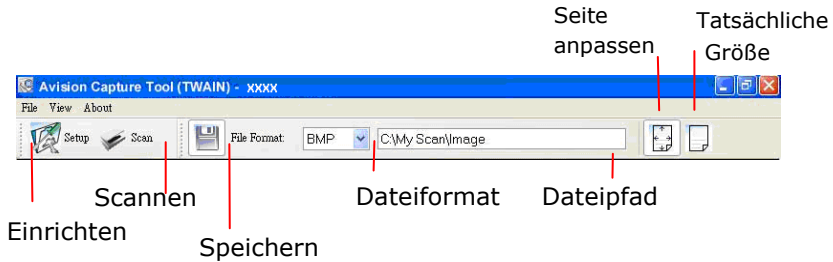 Seite
anpassen
Tatsächliche
Größe
Avision Capture Tool (TWAIN) - xxxx
File View About
Setup Scan File Format: BMP C:\My Scan\Image
Scannen
Dateiformat
Dateipfad
Einrichten
Speichern